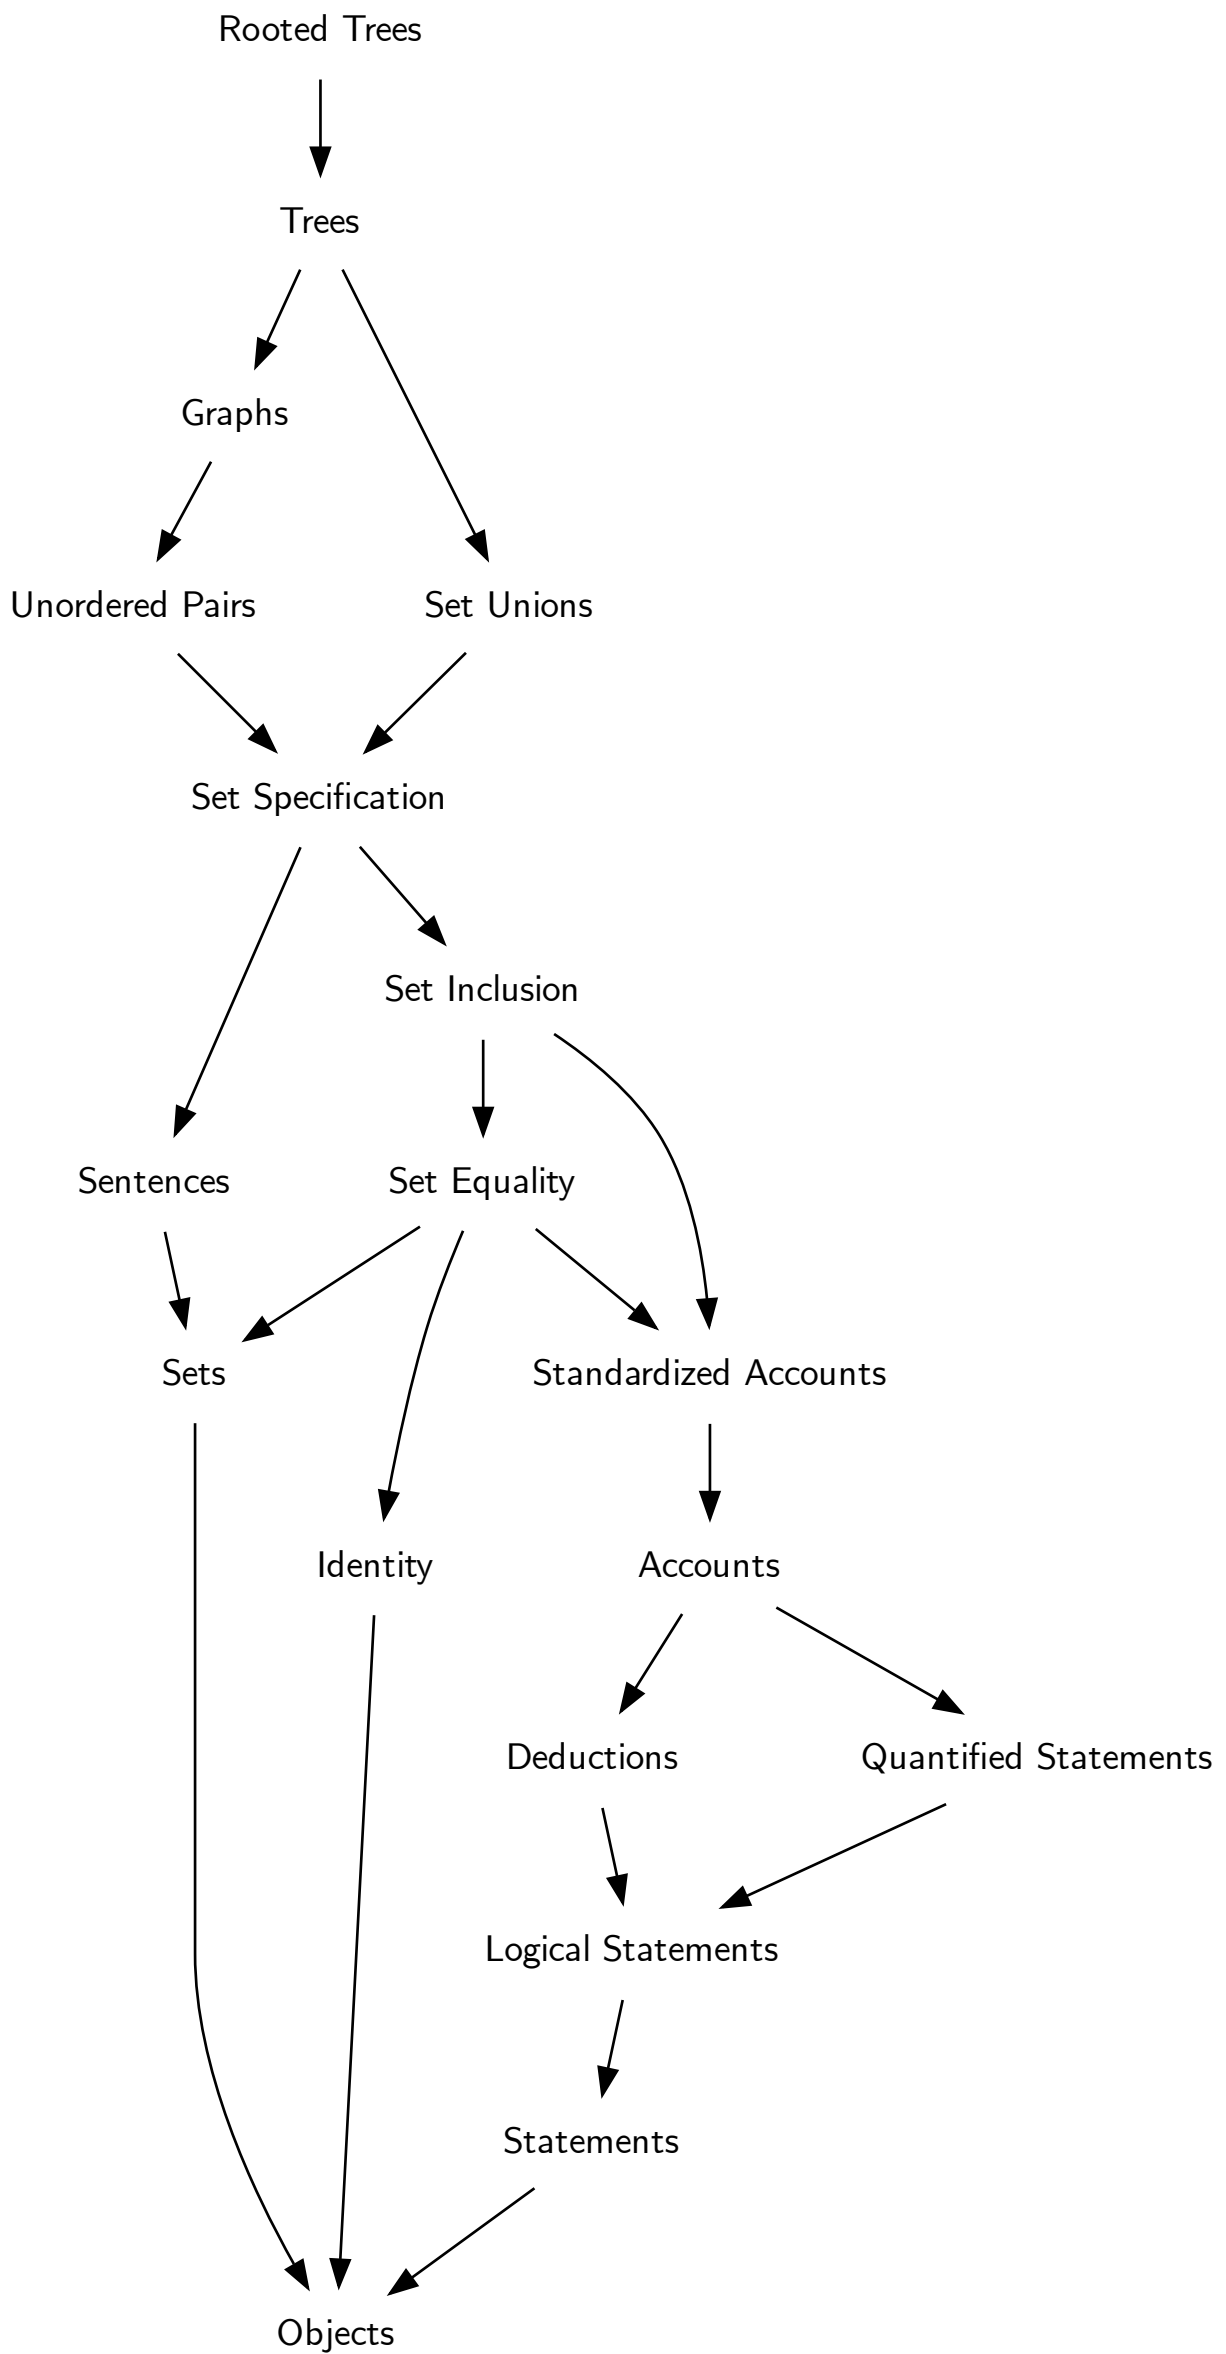 Rooted Trees
Trees
Graphs
Unordered Pairs
Set Unions
Set Specification
Set Inclusion
Sentences
Set Equality
Sets
Standardized Accounts
Identity
Accounts
Deductions
Quantified Statements
Logical Statements
Statements
Objects